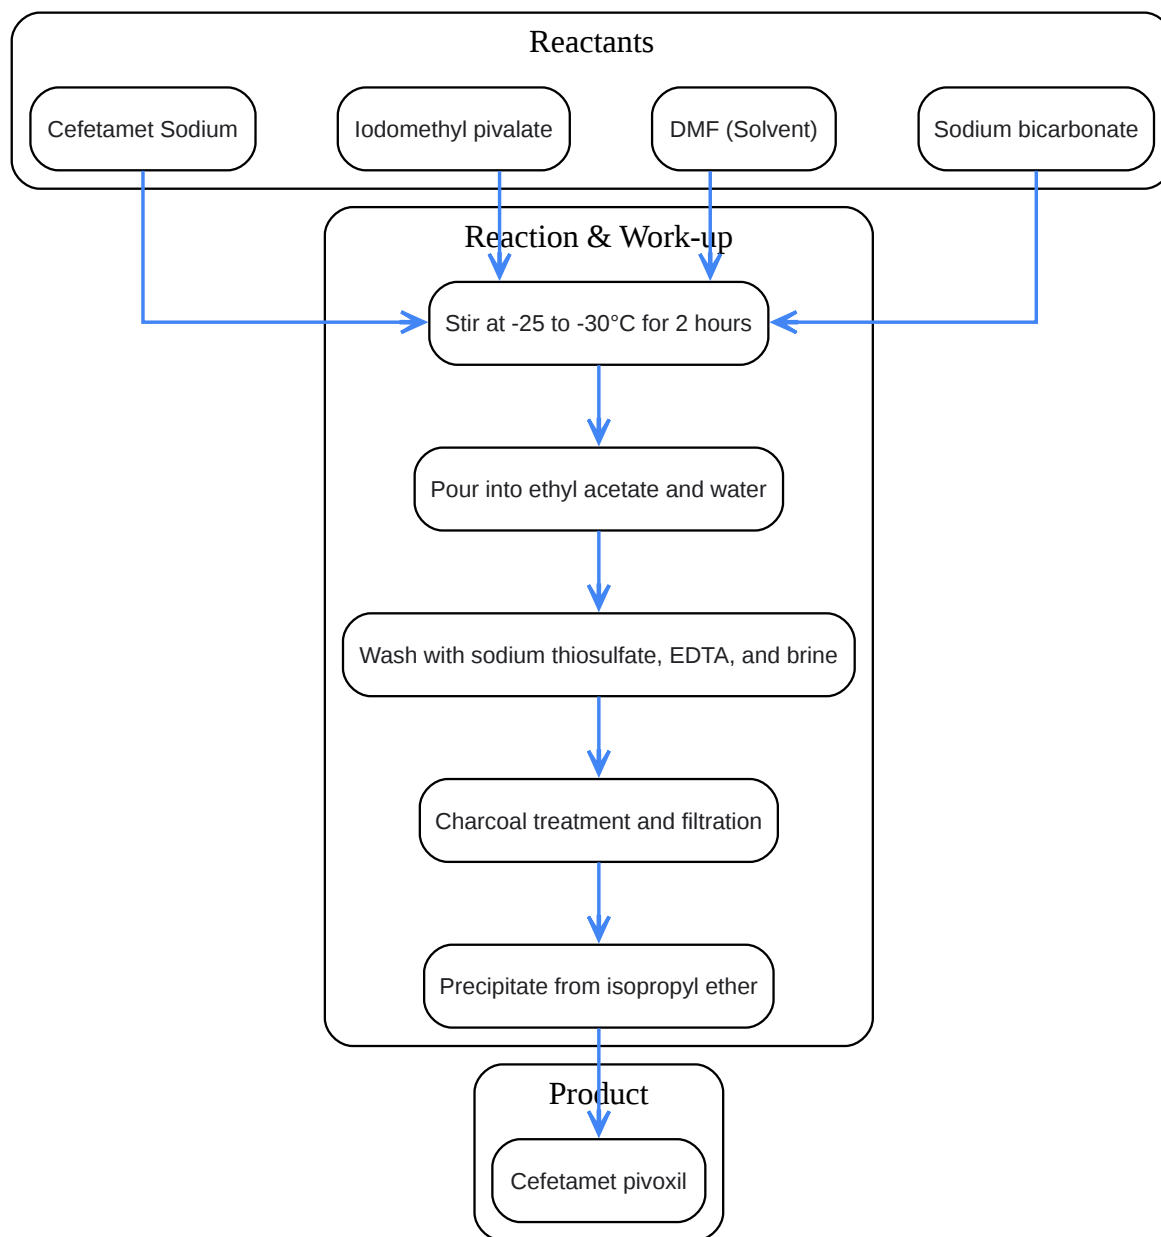 Reactants
Cefetamet Sodium
Iodomethyl pivalate
DMF (Solvent)
Sodium bicarbonate
Reaction & Work-up
Stir at -25 to -30°C for 2 hours
Pour into ethyl acetate and water
Wash with sodium thiosulfate, EDTA, and brine
Charcoal treatment and filtration
Precipitate from isopropyl ether
Product
Cefetamet pivoxil